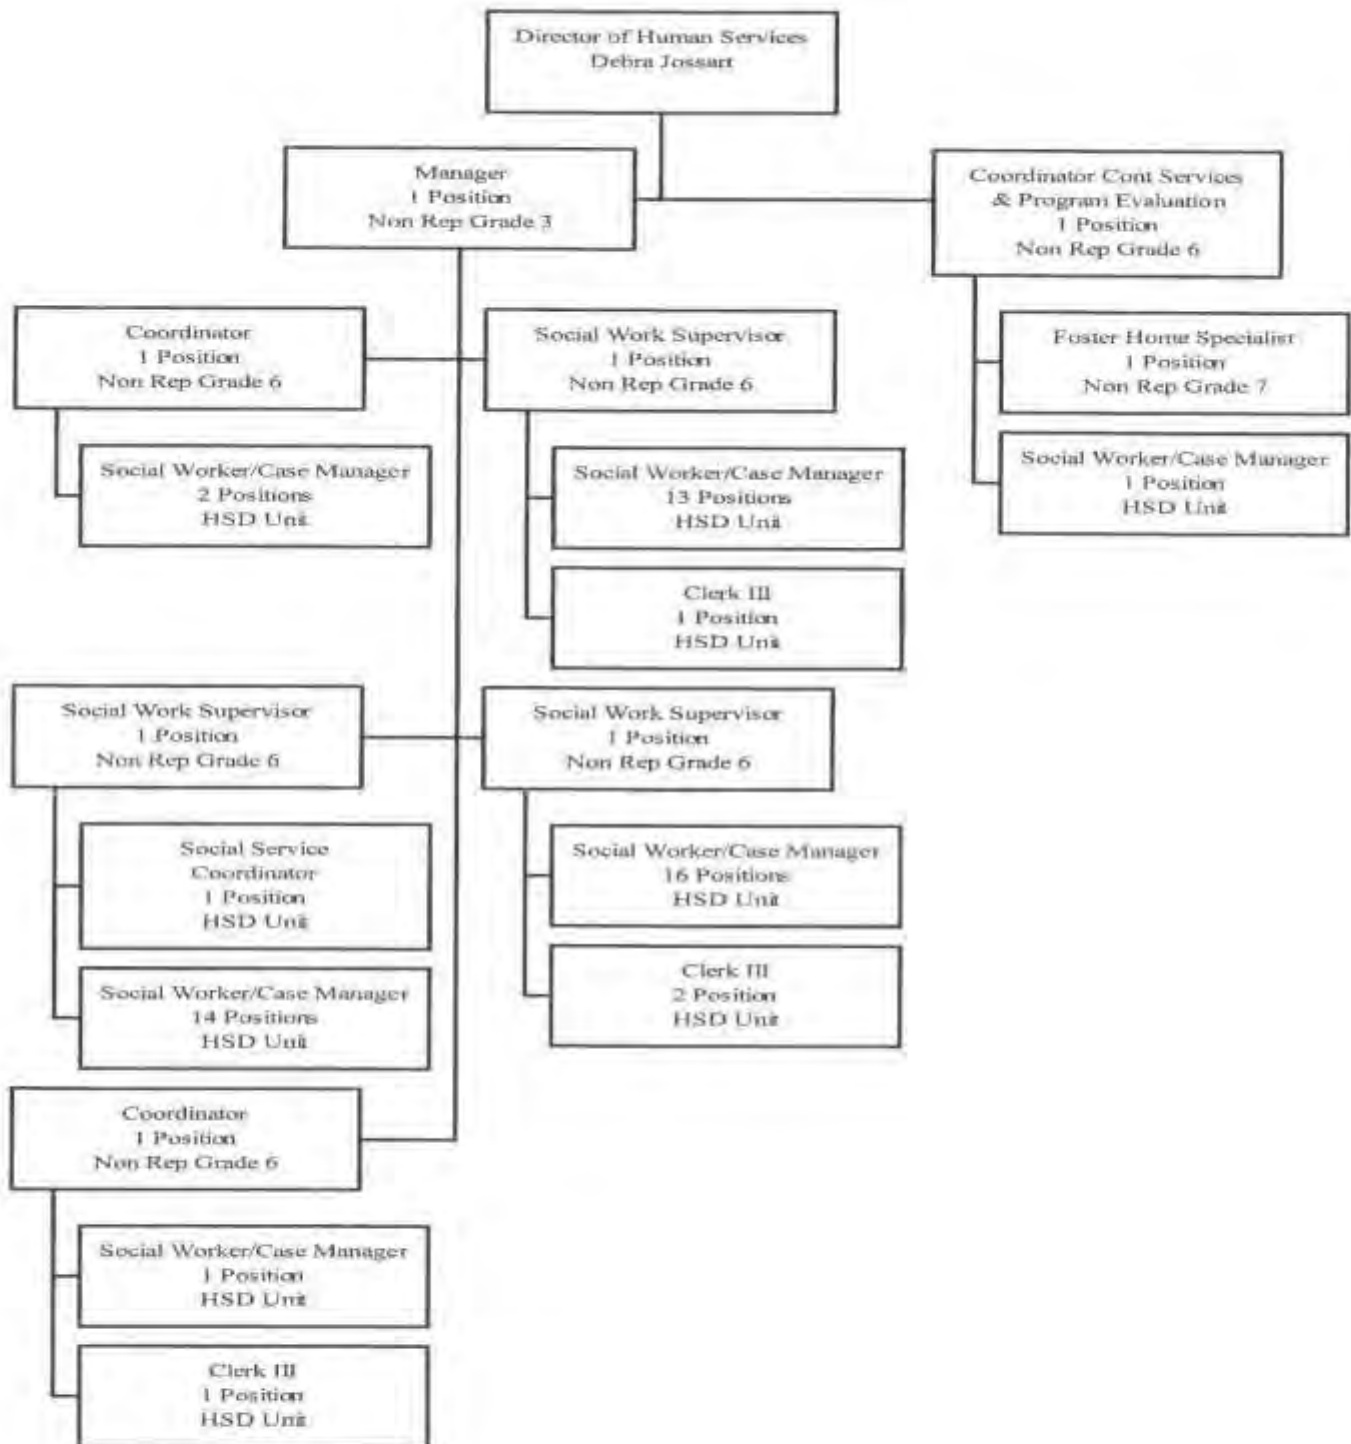 Director of Human Services
Debra Jossart
Manager
1 Position
Non Rep Grade 3
Coordinator Cont Services
& Program Evaluation
1 Position
Non Rep Grade 6
Coordinator
1 Position
Non Rep Grade 6
Social Work Supervisor
1 Position
Non Rep Grade 6
Foster Home Specialist
1 Position
Non Rep Grade 7
Social Worker/Case Manager
2 Positions
HSD Unit
Social Worker/Case Manager
13 Positions
HSD Unit
Social Worker/Case Manager
1 Position
HSD Unit
Clerk III
1 Position
HSD Unit
Social Work Supervisor
1 Position
Non Rep Grade 6
Social Work Supervisor
1 Position
Non Rep Grade 6
Social Service
Coordinator
1 Position
HSD Unit
Social Worker/Case Manager
16 Positions
HSD Unit
Social Worker/Case Manager
14 Positions
HSD Unit
Clerk III
2 Position
HSD Unit
Coordinator
1 Position
Non Rep Grade 6
Social Worker/Case Manager
1 Position
HSD Unit
Clerk III
1 Position
HSD Unit